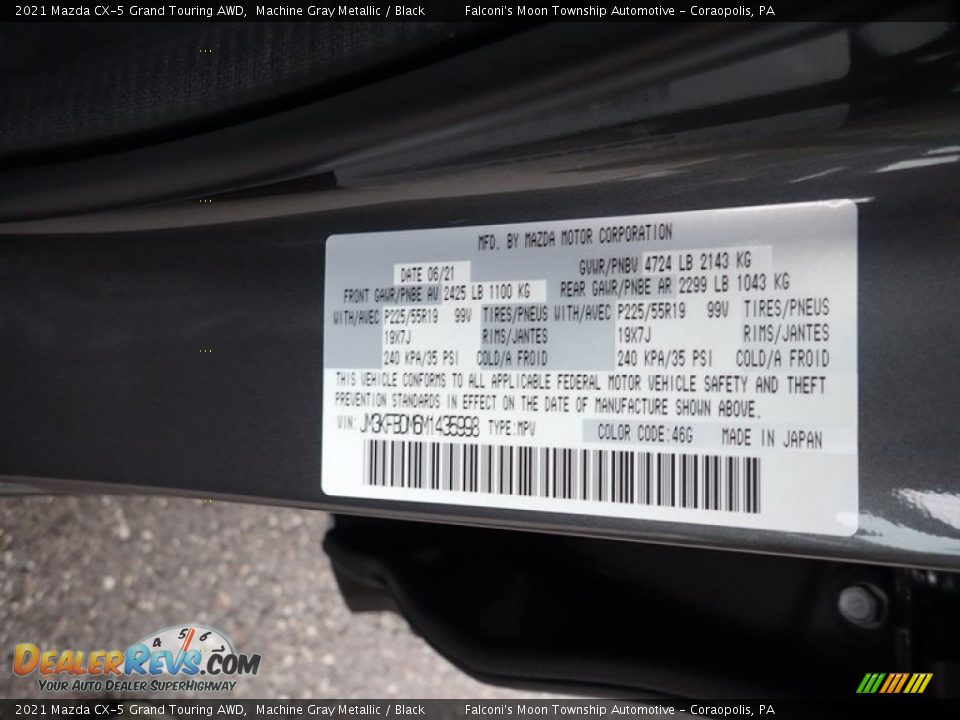 2021 Mazda CX-5 Grand Touring AWD,  Machine Gray Metallic / Black  Falconi's Moon Township Automotive - Coraopolis, PA
MFD. BY MAZDA MOTOR CORPORATION
DATE 06/21  GVWR/PNBV 4724 LB 2143 KG
FRONT GAWR/PNBE AV 2425 LB 1100 KG  REAR GAWR/PNBE AR 2299 LB 1043 KG
WITH/AVEC P225/55R19  99V  TIRES/PNEUS WITH/AVEC P225/55R19  99V  TIRES/PNEUS
19X7J  RIMS/JANTES  19X7J  RIMS/JANTES
240 KPA/35 PSI  COLD/A FROID  240 KPA/35 PSI  COLD/A FROID
THIS VEHICLE CONFORMS TO ALL APPLICABLE FEDERAL MOTOR VEHICLE SAFETY AND THEFT
PREVENTION STANDARDS IN EFFECT ON THE DATE OF MANUFACTURE SHOWN ABOVE.
VIN: JM3KFBDM6M1435998  TYPE:MPV  COLOR CODE:46G  MADE IN JAPAN
4 5 6
DEALERREVS.COM
YOUR AUTO DEALER SUPERHIGHWAY
2021 Mazda CX-5 Grand Touring AWD,  Machine Gray Metallic / Black  Falconi's Moon Township Automotive - Coraopolis, PA